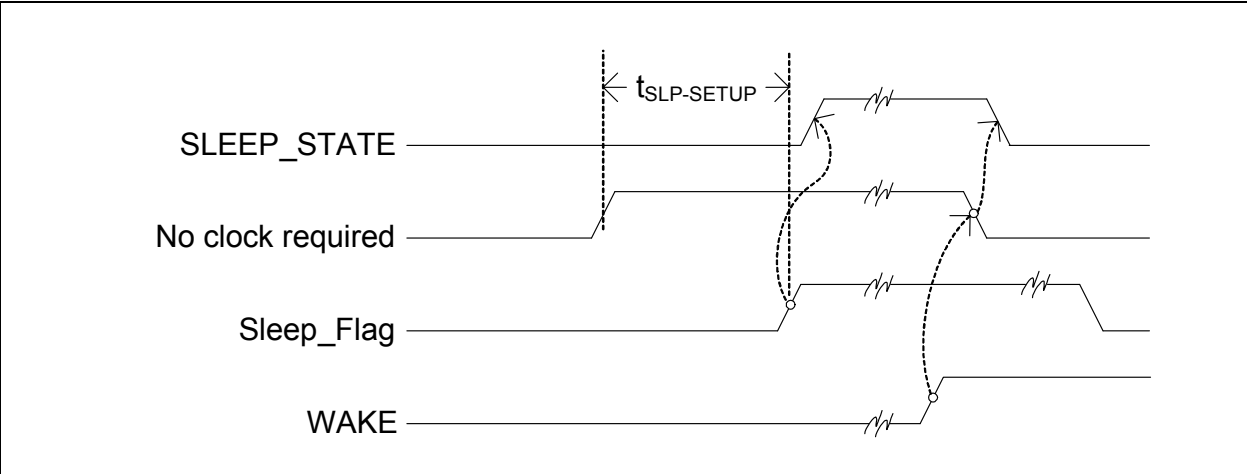 tSLP-SETUP
SLEEP_STATE
No clock required
Sleep_Flag
WAKE